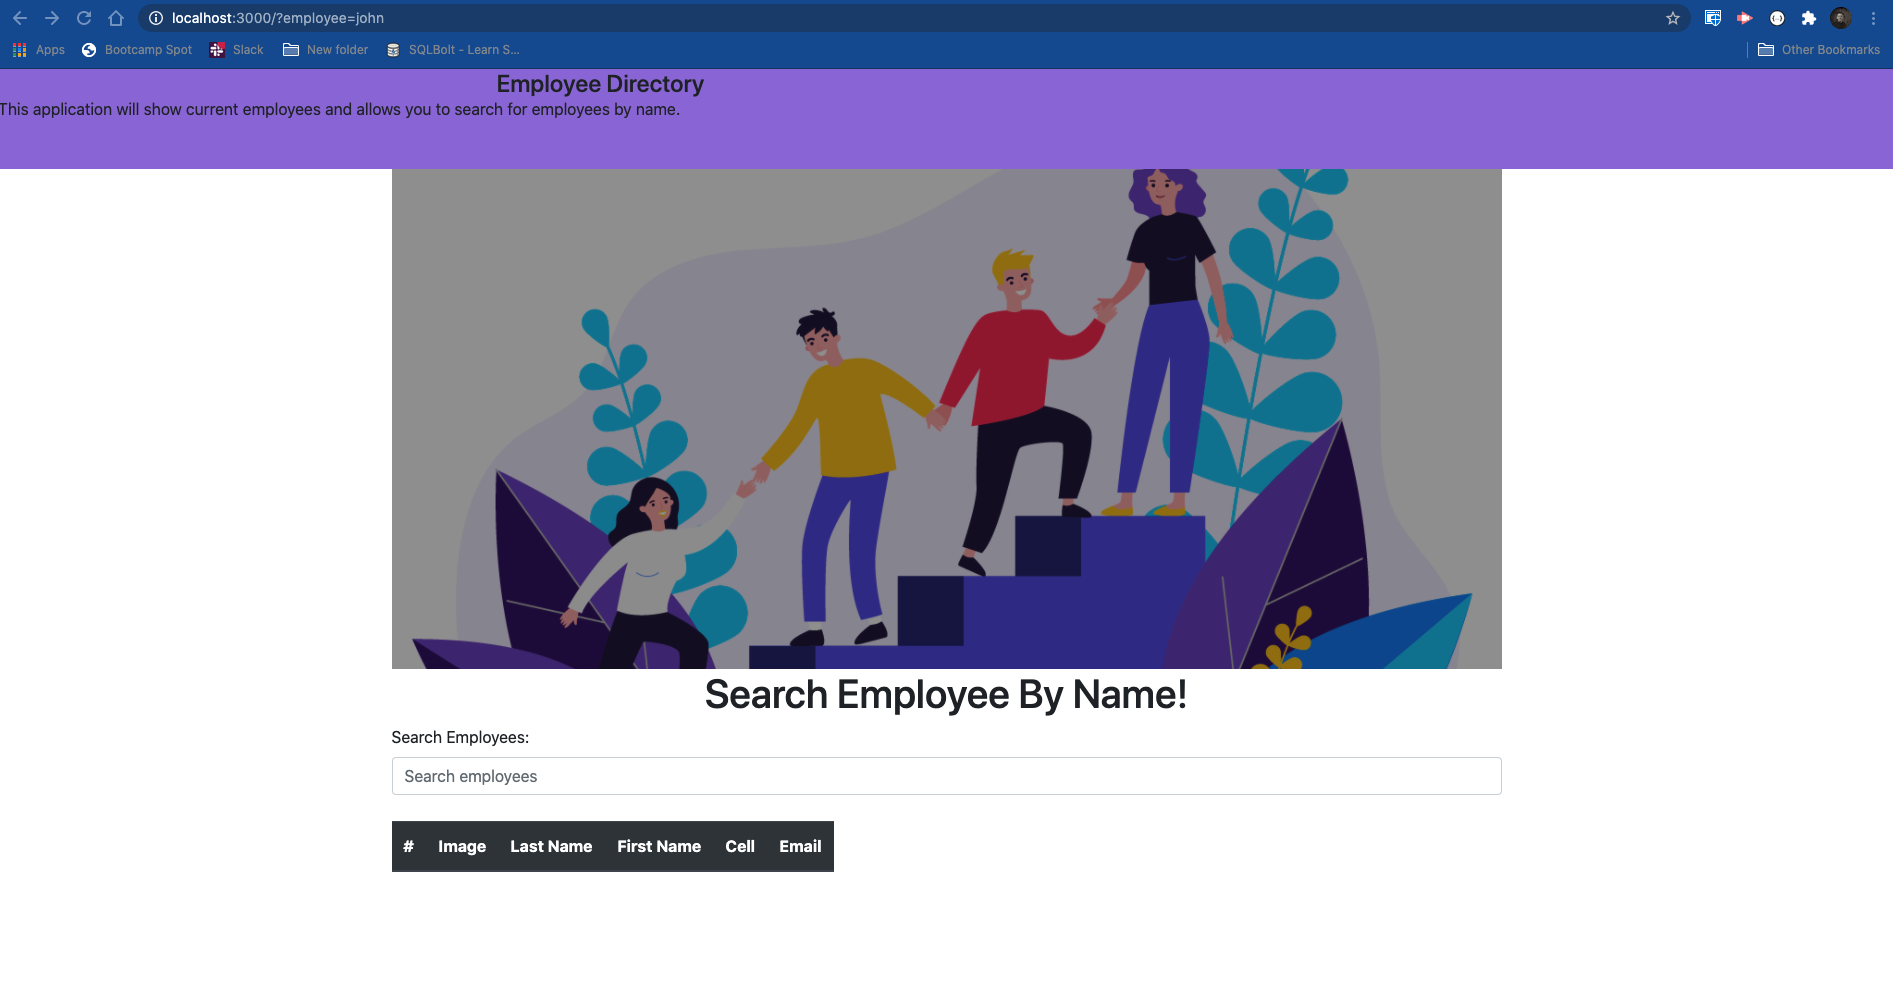 localhost:3000/?employee=john
Apps Bootcamp Spot Slack New folder SQLBolt - Learn S... Other Bookmarks
Employee Directory
This application will show current employees and allows you to search for employees by name.
Search Employee By Name!
Search Employees:
Search employees
# Image Last Name First Name Cell Email